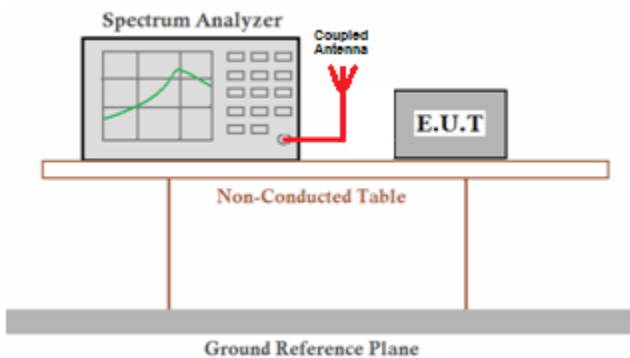 Spectrum Analyzer
Coupled
Antenna
E.U.T
Non-Conducted Table
Ground Reference Plane